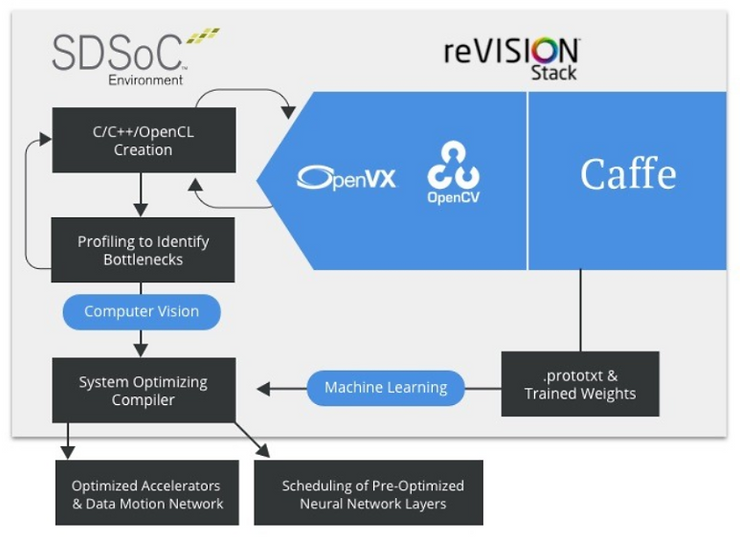 SDSoC™
Environment
reVISION
Stack
C/C++/OpenCL
Creation
OpenVX
OpenCV
Caffe
Profiling to Identify
Bottlenecks
Computer Vision
System Optimizing
Compiler
Machine Learning
.prototxt &
Trained Weights
Optimized Accelerators
& Data Motion Network
Scheduling of Pre-Optimized
Neural Network Layers